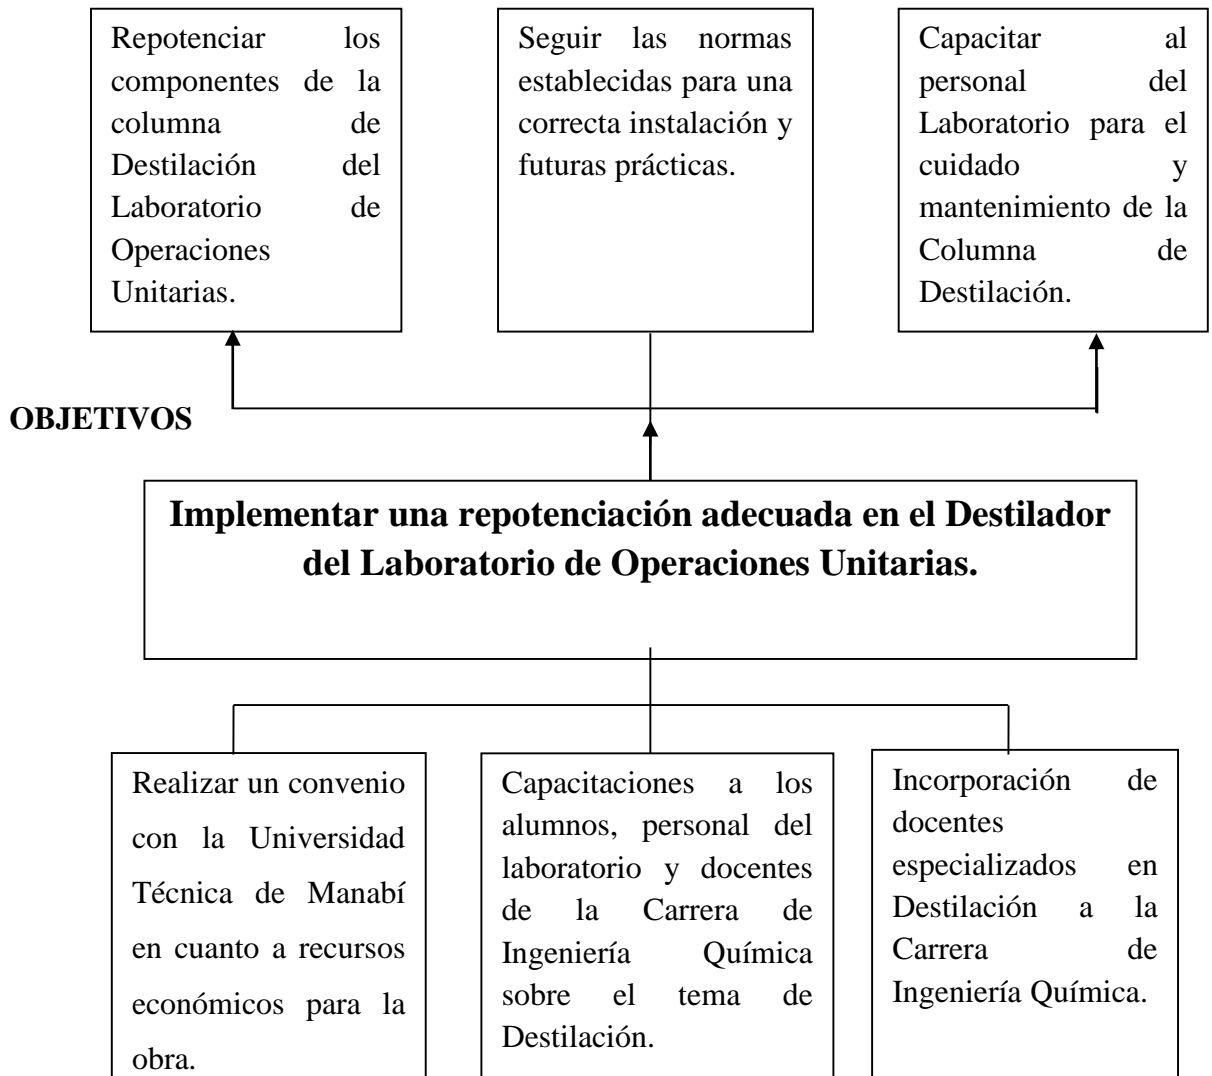 Repotenciar los
componentes de la
columna de
Destilación del
Laboratorio de
Operaciones
Unitarias.
Seguir las normas
establecidas para una
correcta instalación y
futuras prácticas.
Capacitar al
personal del
Laboratorio para el
cuidado y
mantenimiento de la
Columna de
Destilación.
OBJETIVOS
Implementar una repotenciación adecuada en el Destilador
del Laboratorio de Operaciones Unitarias.
Realizar un convenio
con la Universidad
Técnica de Manabí
en cuanto a recursos
económicos para la
obra.
Capacitaciones a los
alumnos, personal del
laboratorio y docentes
de la Carrera de
Ingeniería Química
sobre el tema de
Destilación.
Incorporación de
docentes
especializados en
Destilación a la
Carrera de
Ingeniería Química.